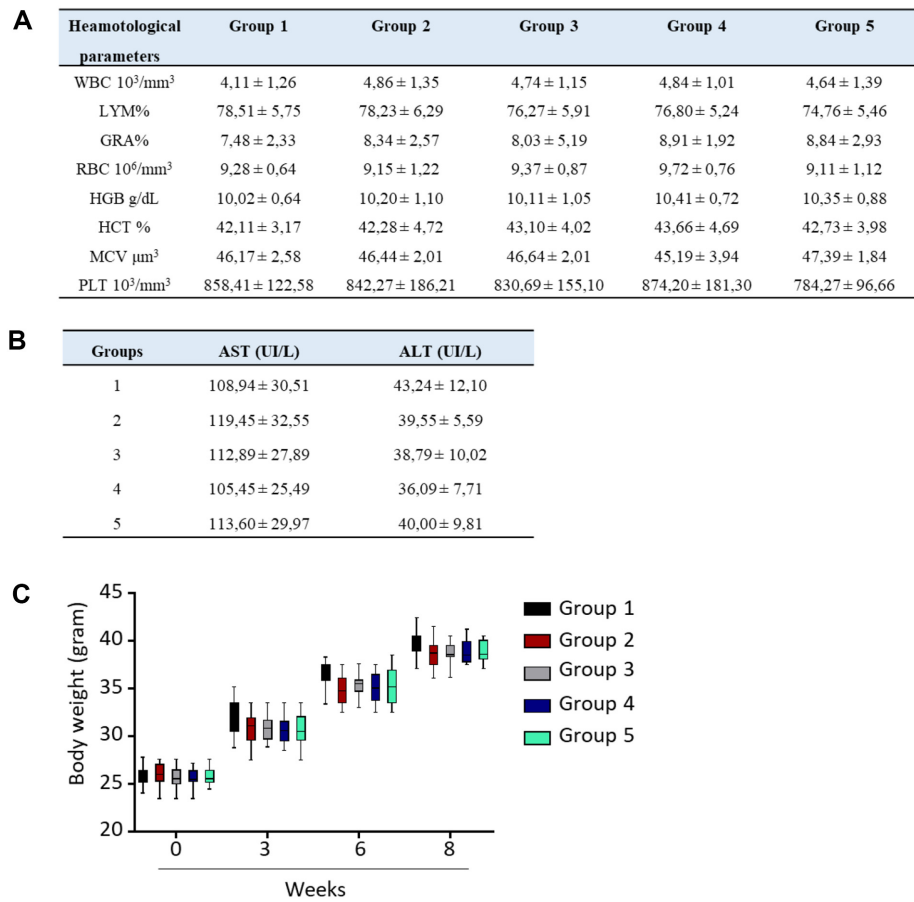 A
Heamotological parameters Group 1 Group 2 Group 3 Group 4 Group 5
WBC 10³/mm³ 4,11 ± 1,26 4,86 ± 1,35 4,74 ± 1,15 4,84 ± 1,01 4,64 ± 1,39
LYM% 78,51 ± 5,75 78,23 ± 6,29 76,27 ± 5,91 76,80 ± 5,24 74,76 ± 5,46
GRA% 7,48 ± 2,33 8,34 ± 2,57 8,03 ± 5,19 8,91 ± 1,92 8,84 ± 2,93
RBC 10⁶/mm³ 9,28 ± 0,64 9,15 ± 1,22 9,37 ± 0,87 9,72 ± 0,76 9,11 ± 1,12
HGB g/dL 10,02 ± 0,64 10,20 ± 1,10 10,11 ± 1,05 10,41 ± 0,72 10,35 ± 0,88
HCT % 42,11 ± 3,17 42,28 ± 4,72 43,10 ± 4,02 43,66 ± 4,69 42,73 ± 3,98
MCV µm³ 46,17 ± 2,58 46,44 ± 2,01 46,64 ± 2,01 45,19 ± 3,94 47,39 ± 1,84
PLT 10³/mm³ 858,41 ± 122,58 842,27 ± 186,21 830,69 ± 155,10 874,20 ± 181,30 784,27 ± 96,66
B
Groups AST (UI/L) ALT (UI/L)
1 108,94 ± 30,51 43,24 ± 12,10
2 119,45 ± 32,55 39,55 ± 5,59
3 112,89 ± 27,89 38,79 ± 10,02
4 105,45 ± 25,49 36,09 ± 7,71
5 113,60 ± 29,97 40,00 ± 9,81
C
Body weight (gram)
45
40
35
30
25
20
0 3 6 8
Weeks
Group 1
Group 2
Group 3
Group 4
Group 5